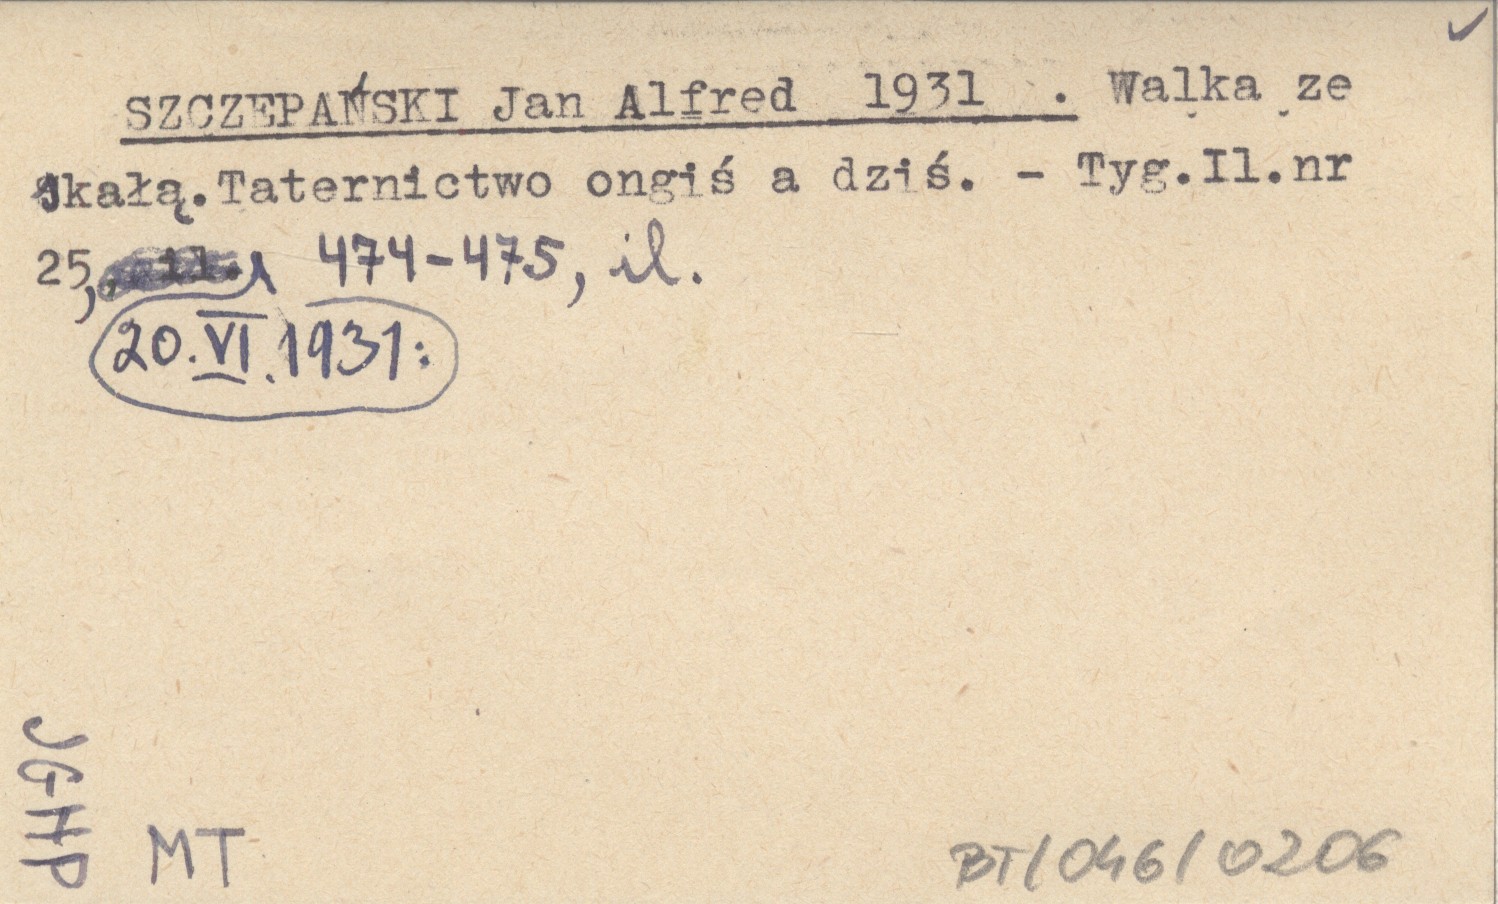 SZCZEPAŃSKI Jan Alfred 1931 . Walka ze
skałą. Taternictwo ongiś a dziś. - Tyg.Il.nr
25, 474-475, il.
20.VI.1931:
JGHP
MT
BT/046/0206